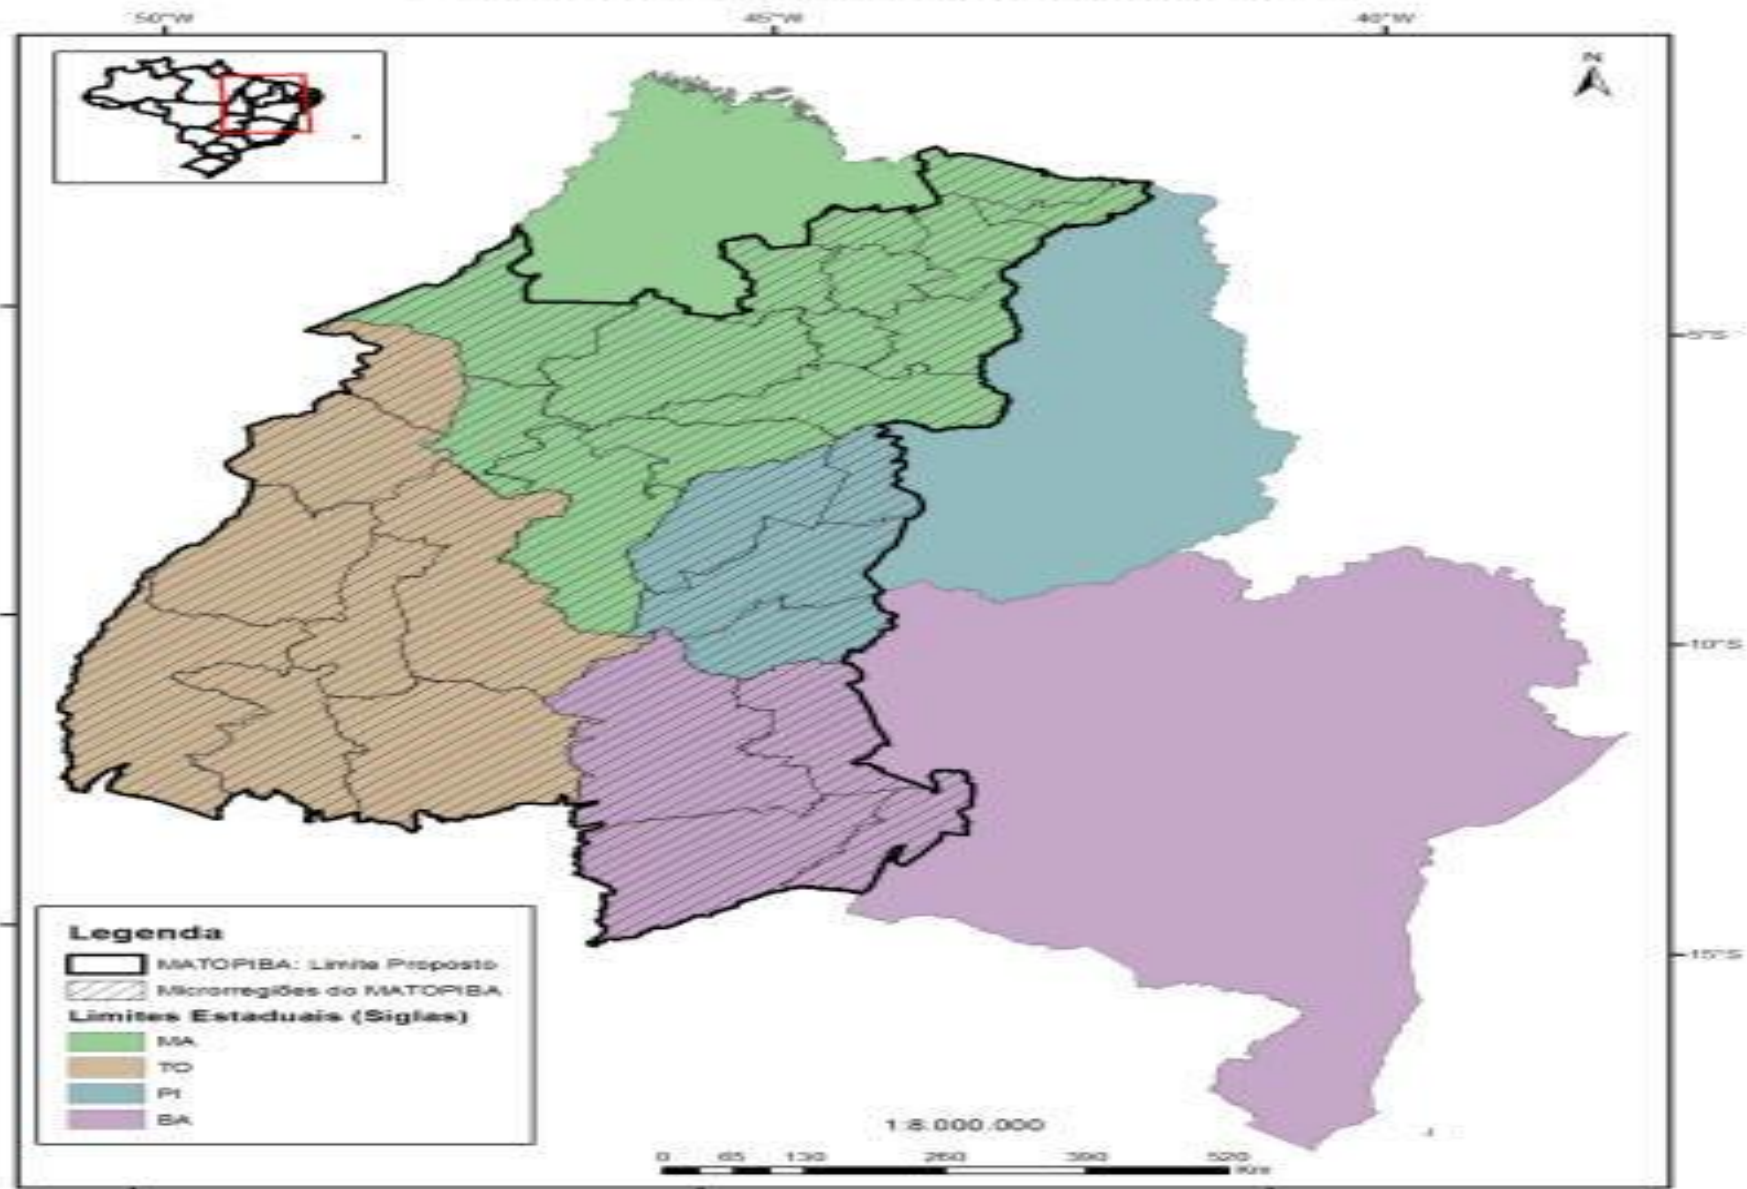 50°W 45°W 40°W
N
5°S
10°S
15°S
Legenda
MATOPIBA: Limite Proposto
Microrregiões do MATOPIBA
Limites Estaduais (Siglas)
MA
TO
PI
BA
1:8.000.000
0 65 130 260 390 520
Km